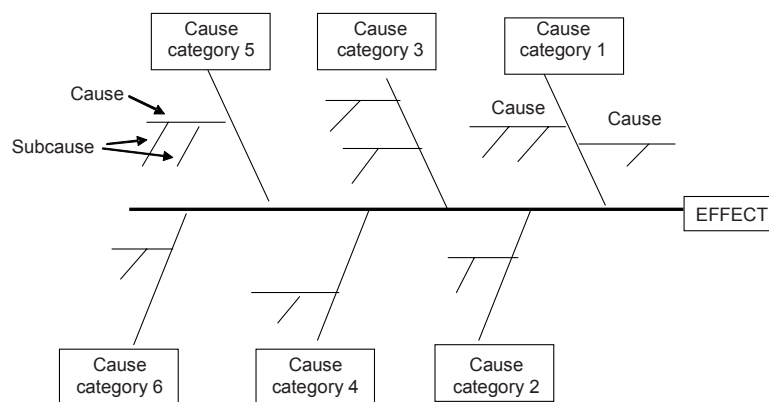 Cause
category 5
Cause
category 3
Cause
category 1
Cause
Cause
Cause
Subcause
EFFECT
Cause
category 6
Cause
category 4
Cause
category 2